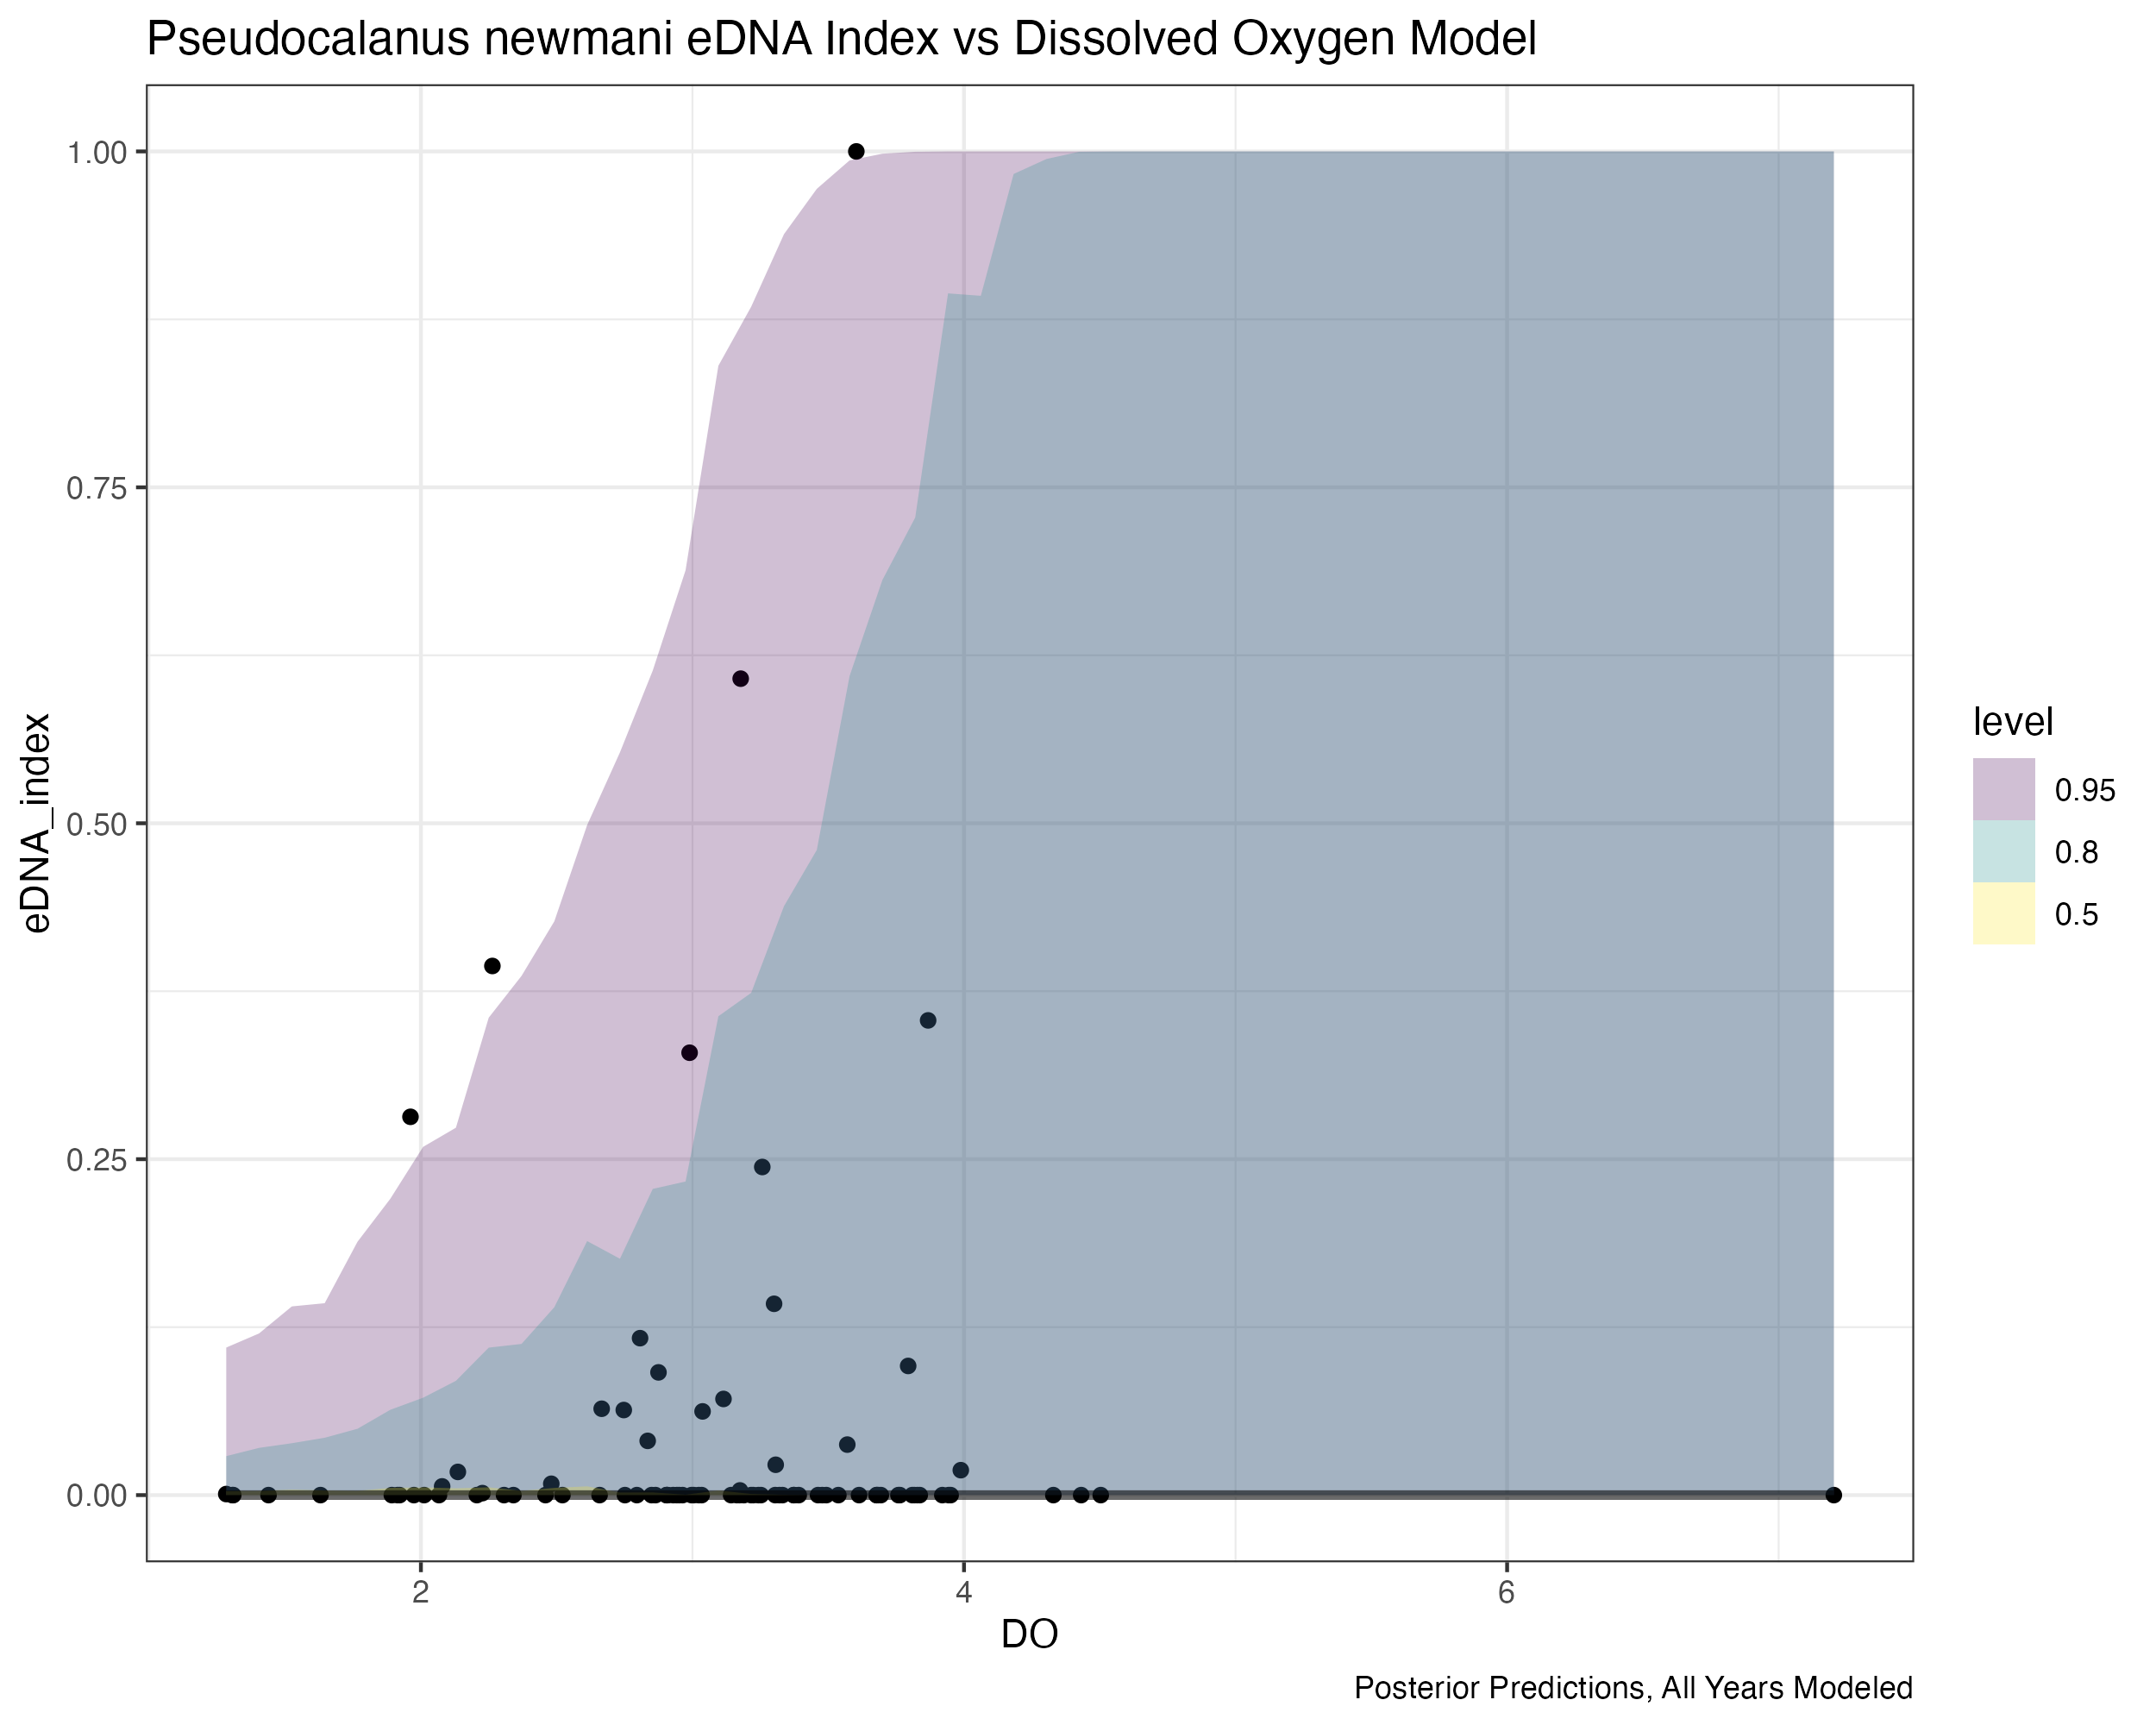 Pseudocalanus newmani eDNA Index vs Dissolved Oxygen Model
1.00
0.75
0.50
0.25
0.00
eDNA_index
2
4
6
DO
level
0.95
0.8
0.5
Posterior Predictions, All Years Modeled